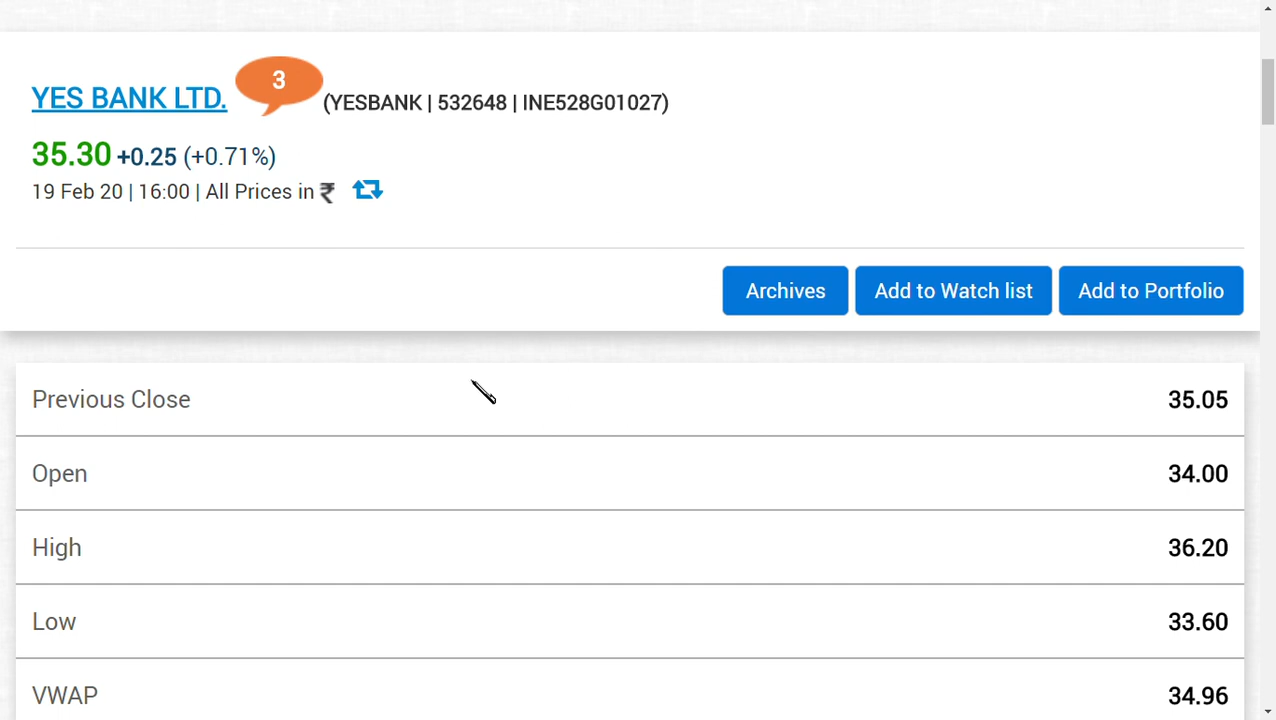 YES BANK LTD. 3 (YESBANK | 532648 | INE528G01027)
35.30 +0.25 (+0.71%)
19 Feb 20 | 16:00 | All Prices in ₹
Archives Add to Watch list Add to Portfolio
Previous Close 35.05
Open 34.00
High 36.20
Low 33.60
VWAP 34.96